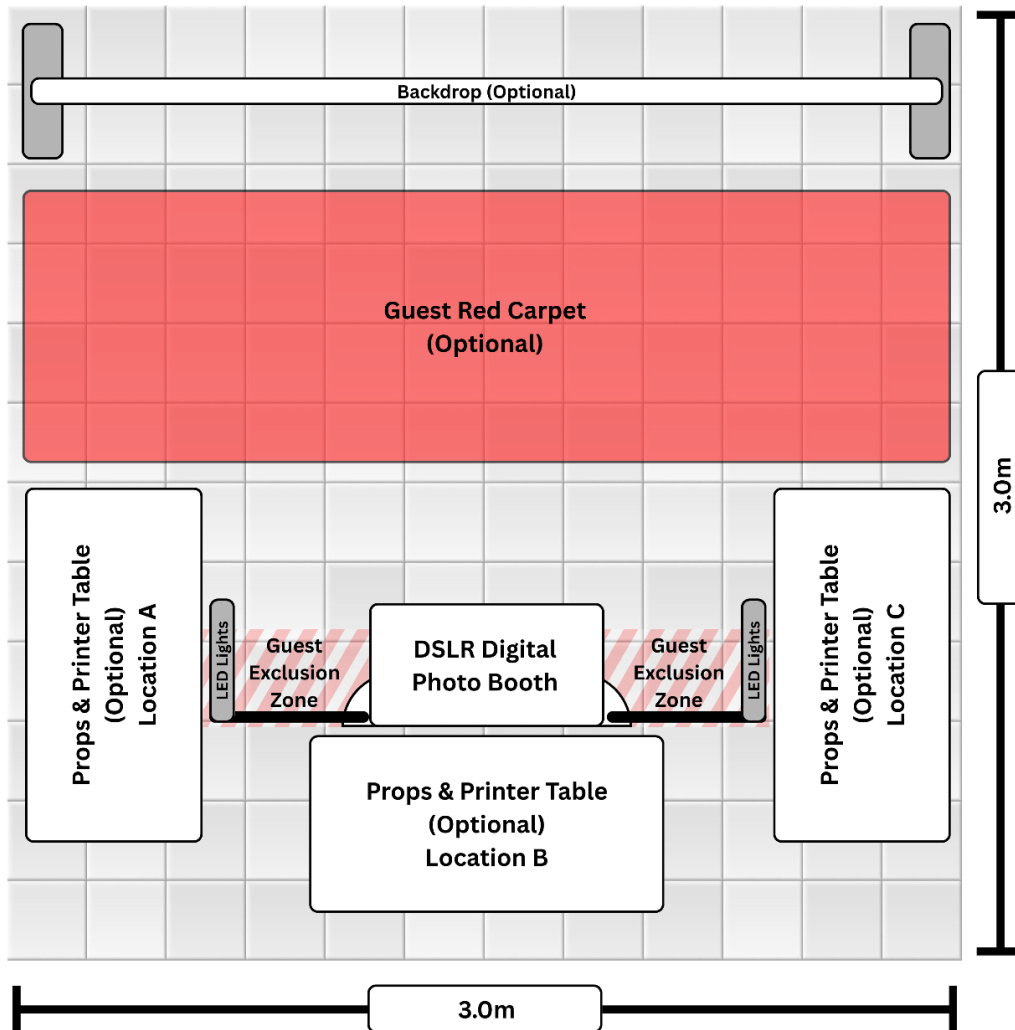 Backdrop (Optional)
Guest Red Carpet
(Optional)
3.0m
Props & Printer Table
(Optional)
Location A
LED Lights
Guest
Exclusion
Zone
DSLR Digital
Photo Booth
Guest
Exclusion
Zone
LED Lights
Props & Printer Table
(Optional)
Location C
Props & Printer Table
(Optional)
Location B
3.0m